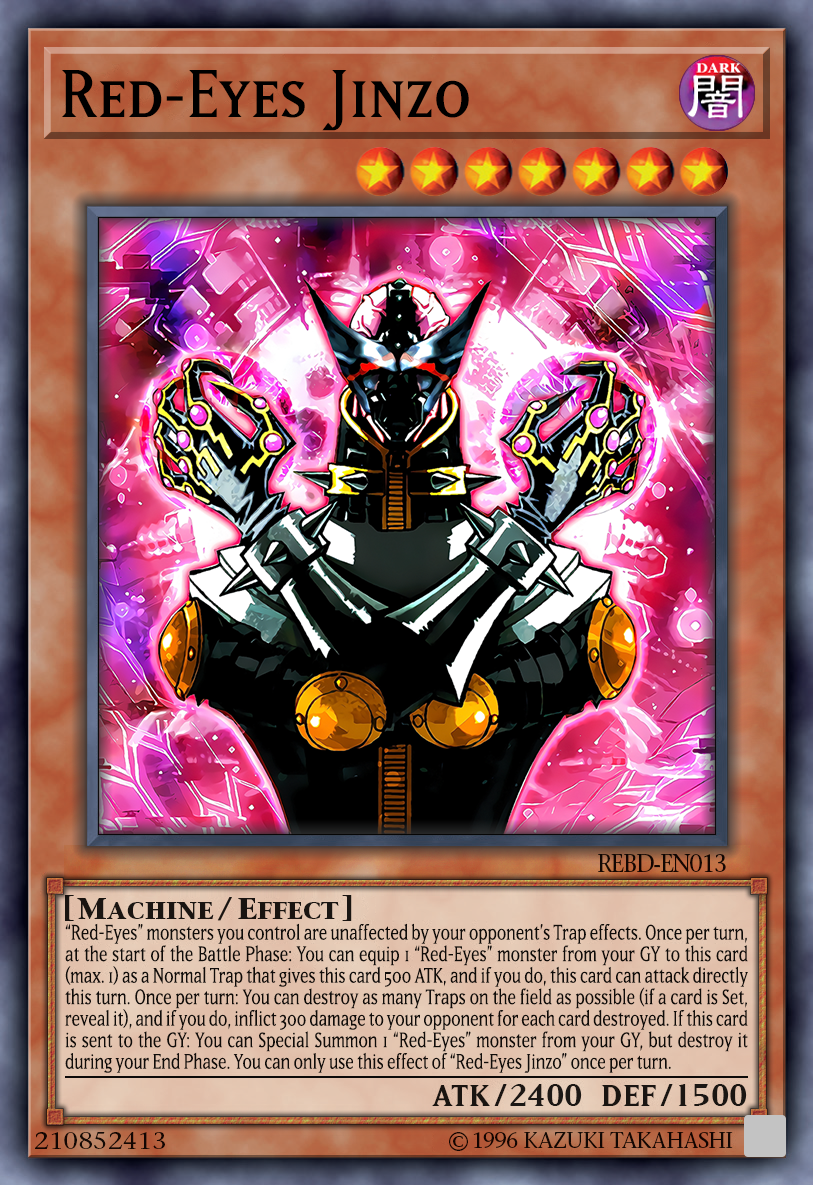 Red-Eyes Jinzo
DARK
闇
REBD-EN013
[Machine / Effect]
“Red-Eyes” monsters you control are unaffected by your opponent’s Trap effects. Once per turn,
at the start of the Battle Phase: You can equip 1 “Red-Eyes” monster from your GY to this card
(max. 1) as a Normal Trap that gives this card 500 ATK, and if you do, this card can attack directly
this turn. Once per turn: You can destroy as many Traps on the field as possible (if a card is Set,
reveal it), and if you do, inflict 300 damage to your opponent for each card destroyed. If this card
is sent to the GY: You can Special Summon 1 “Red-Eyes” monster from your GY, but destroy it
during your End Phase. You can only use this effect of “Red-Eyes Jinzo” once per turn.
ATK/2400 DEF/1500
210852413
© 1996 KAZUKI TAKAHASHI